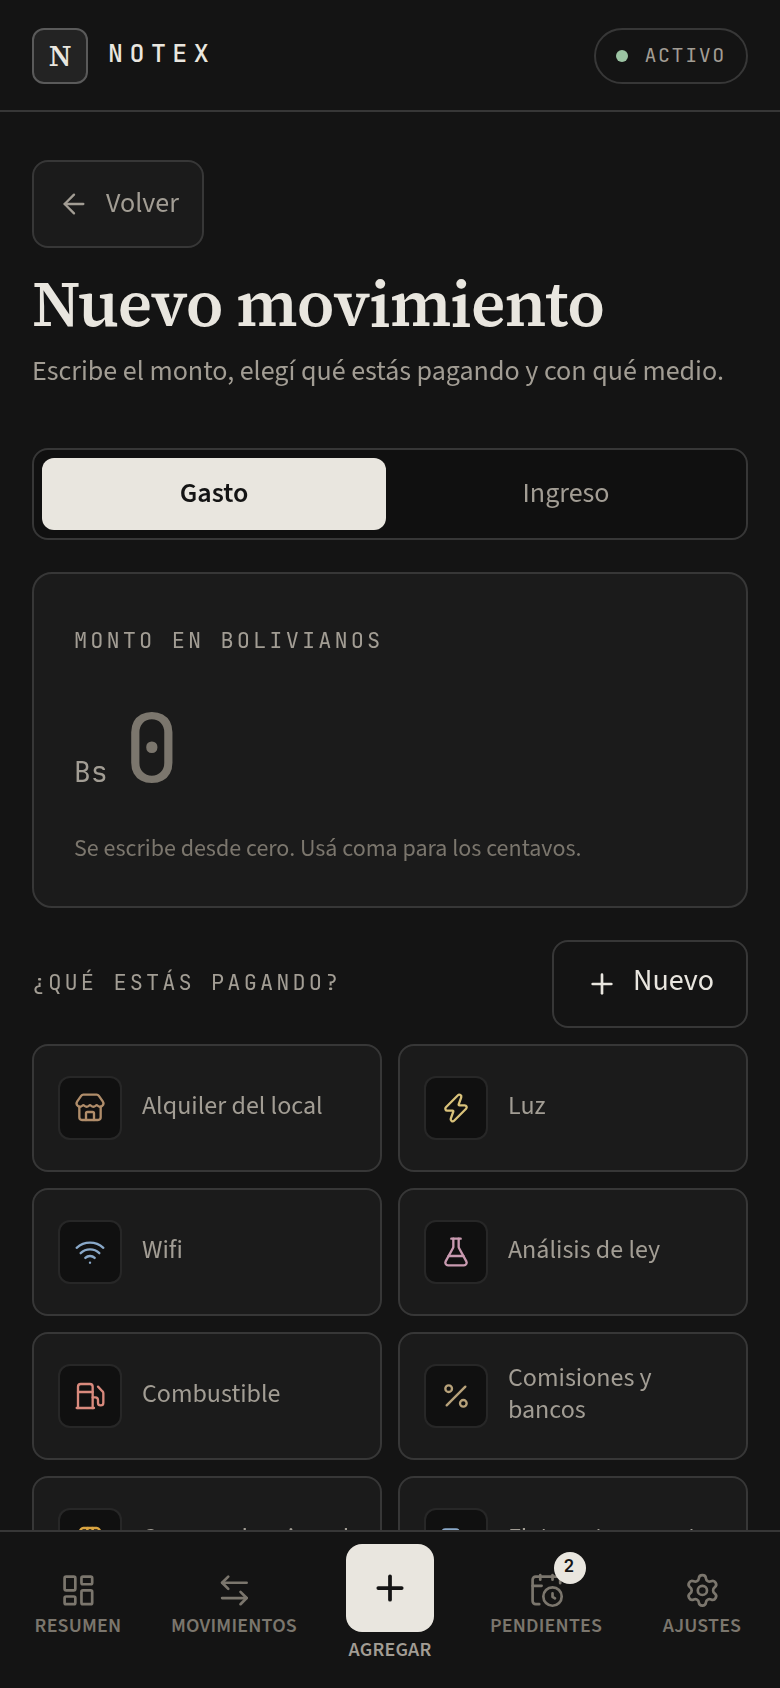 N NOTEX
ACTIVO
Volver
Nuevo movimiento
Escribe el monto, elegí qué estás pagando y con qué medio.
Gasto
Ingreso
MONTO EN BOLIVIANOS
Bs 0
Se escribe desde cero. Usá coma para los centavos.
¿QUÉ ESTÁS PAGANDO?
Nuevo
Alquiler del local
Luz
Wifi
Análisis de ley
Combustible
Comisiones y
bancos
2
RESUMEN
MOVIMIENTOS
AGREGAR
PENDIENTES
AJUSTES